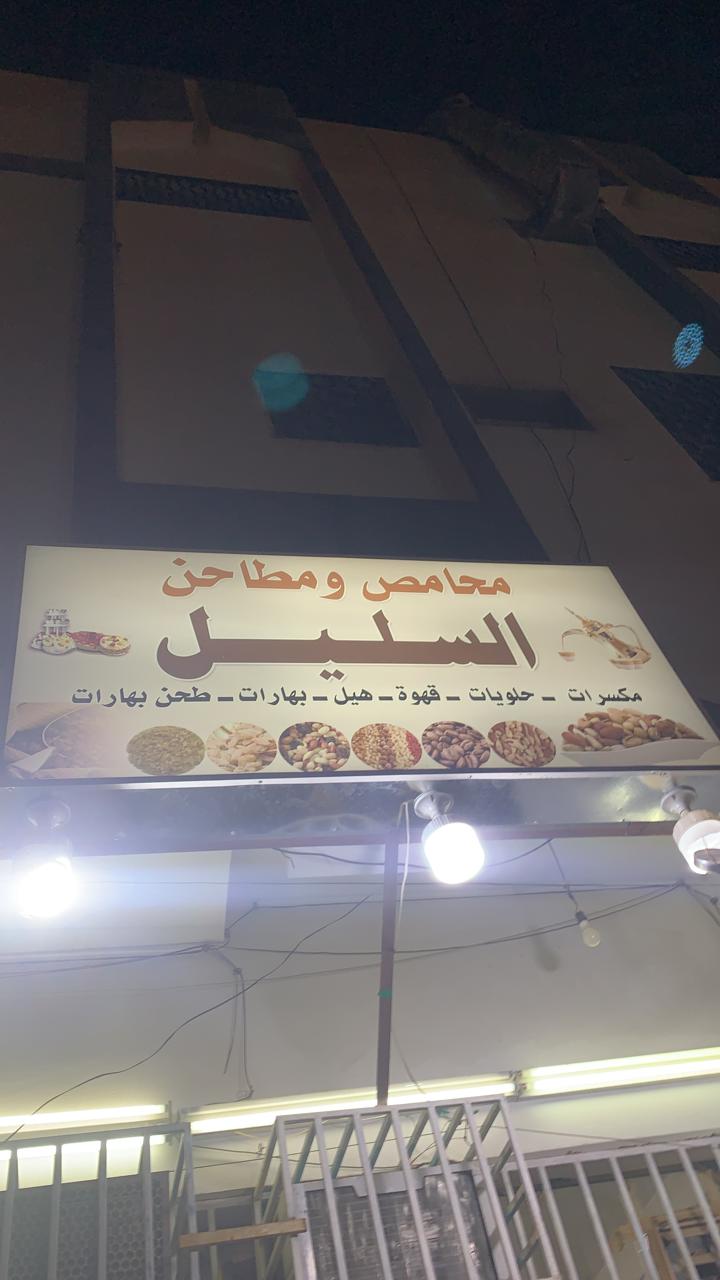 محامص ومطاحن
السليل
مكسرات - حلويات - قهوة - هيل - بهارات - طحن بهارات